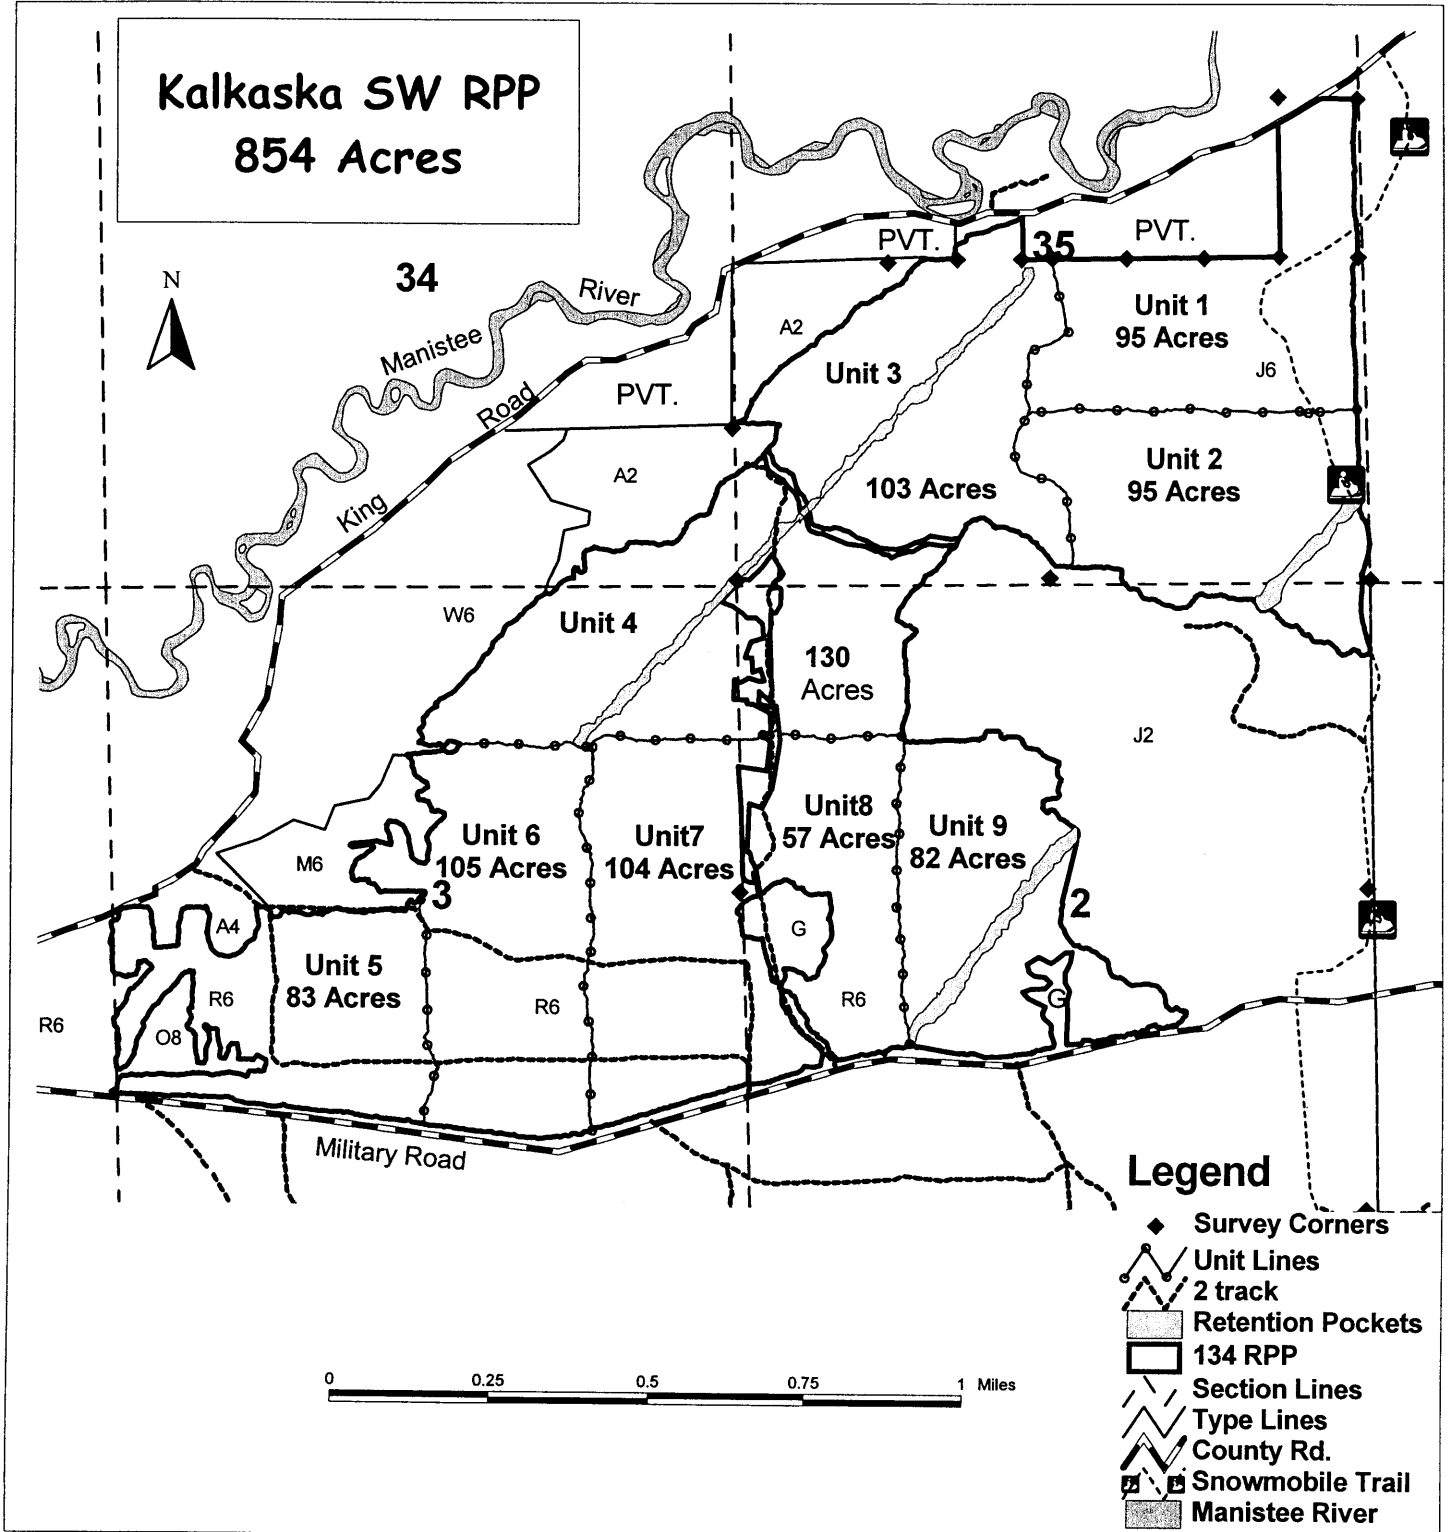 Kalkaska SW RPP
854 Acres
N
34
Manistee
River
King
Road
PVT.
PVT.
PVT.
35
A2
A2
Unit 1
95 Acres
J6
Unit 2
95 Acres
Unit 3
103 Acres
W6
Unit 4
130
Acres
J2
M6
Unit 6
105 Acres
Unit7
104 Acres
Unit8
57 Acres
Unit 9
82 Acres
3
2
A4
G
Unit 5
83 Acres
R6
R6
R6
R6
O8
G
Military Road
Legend
Survey Corners
Unit Lines
2 track
Retention Pockets
134 RPP
Section Lines
Type Lines
County Rd.
Snowmobile Trail
Manistee River
0 0.25 0.5 0.75 1 Miles